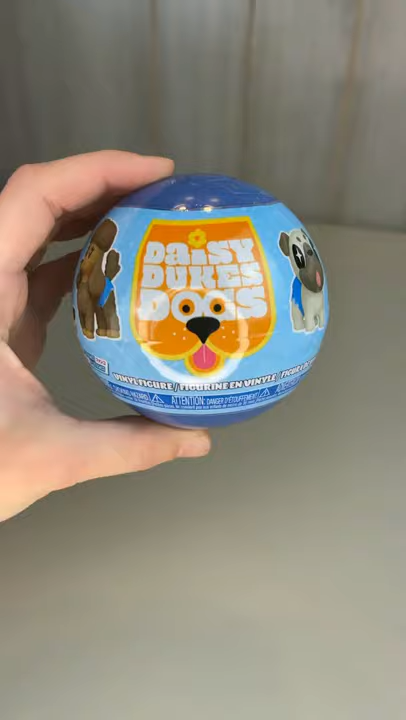 DAISY
DUKES
DOGS
VINYL FIGURE / FIGURINE EN VINYLE /
ATTENTION: DANGER D'ÉTOUFFEMENT